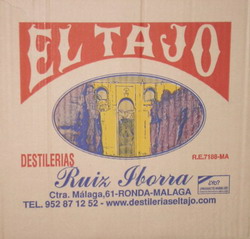 EL TAJO
DESTILERIAS
R.E.7188-MA
Ruiz Iborra
Ctra. Málaga,61-RONDA-MALAGA
TEL. 952 87 12 52 - www.destileriaseltajo.com